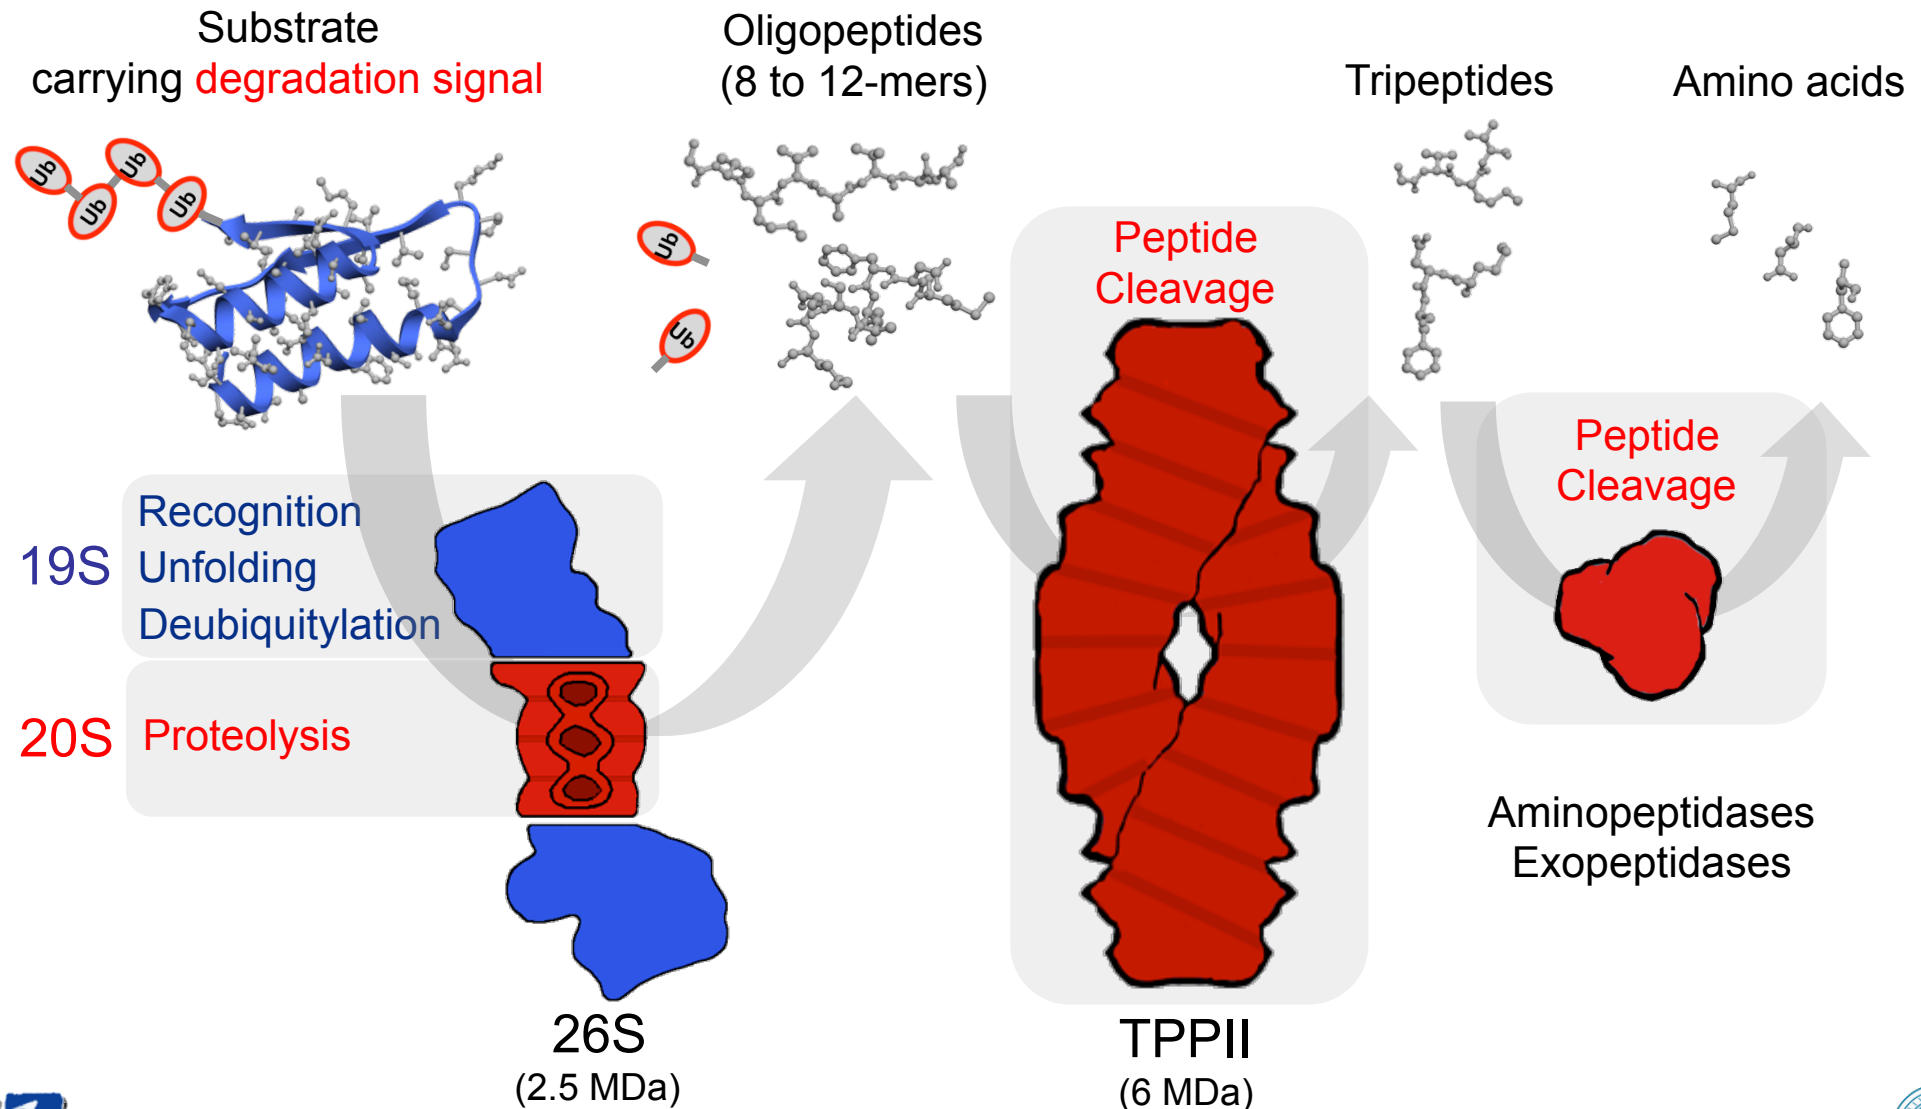 Substrate
carrying degradation signal
Oligopeptides
(8 to 12-mers)
Tripeptides
Amino acids
Ub
Ub
Ub
Ub
Ub
Ub
Peptide
Cleavage
Peptide
Cleavage
19S
Recognition
Unfolding
Deubiquitylation
20S
Proteolysis
Aminopeptidases
Exopeptidases
26S
(2.5 MDa)
TPPII
(6 MDa)